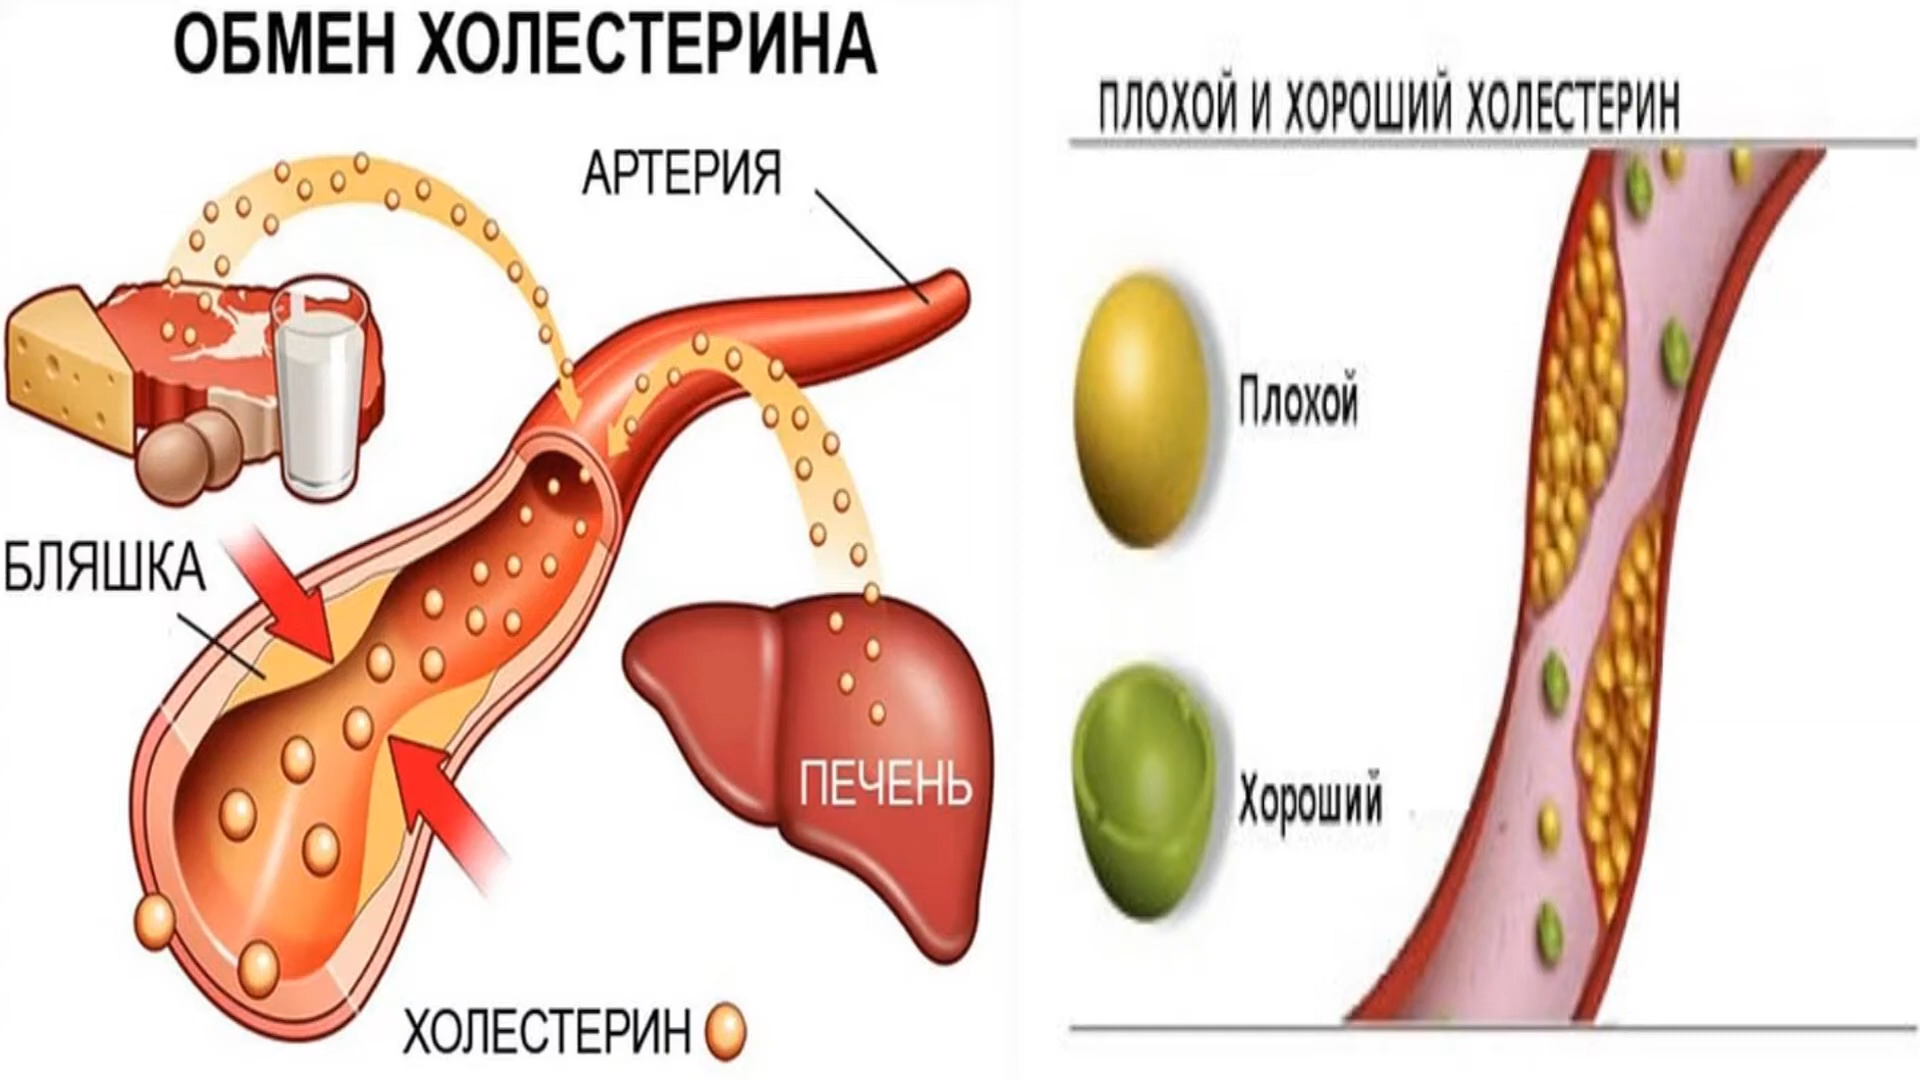 ОБМЕН ХОЛЕСТЕРИНА
АРТЕРИЯ
БЛЯШКА
ПЕЧЕНЬ
ХОЛЕСТЕРИН
ПЛОХОЙ И ХОРОШИЙ ХОЛЕСТЕРИН
Плохой
Хороший